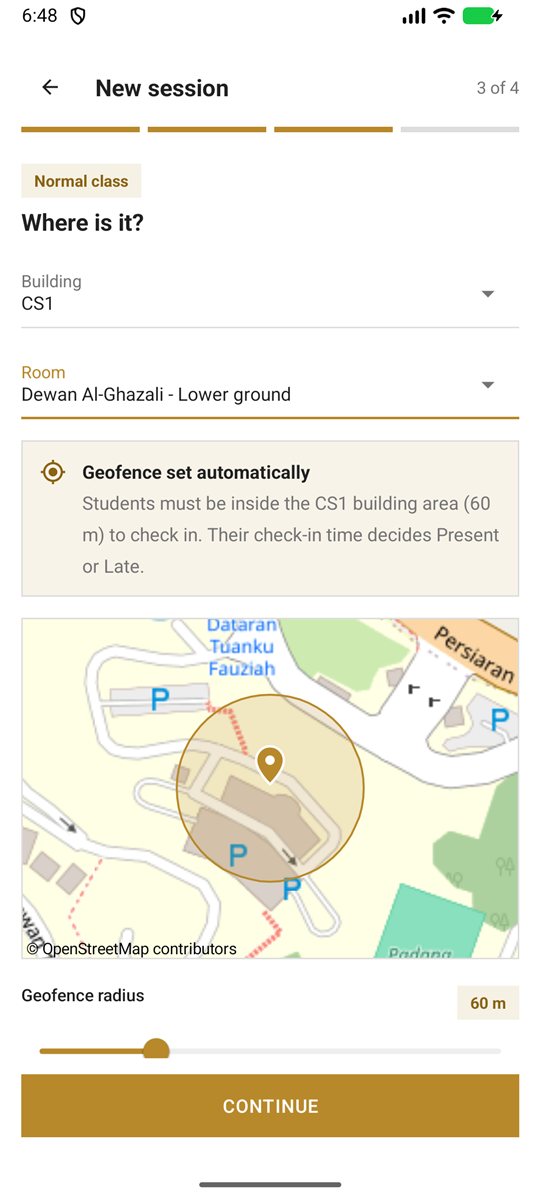 6:48
New session
3 of 4
Normal class
Where is it?
Building
CS1
Room
Dewan Al-Ghazali - Lower ground
Geofence set automatically
Students must be inside the CS1 building area (60
m) to check in. Their check-in time decides Present
or Late.
Dataran
Tuanku
Fauziah
Persiaran
P
P
P
P
wan
Padang
© OpenStreetMap contributors
Geofence radius
60 m
CONTINUE